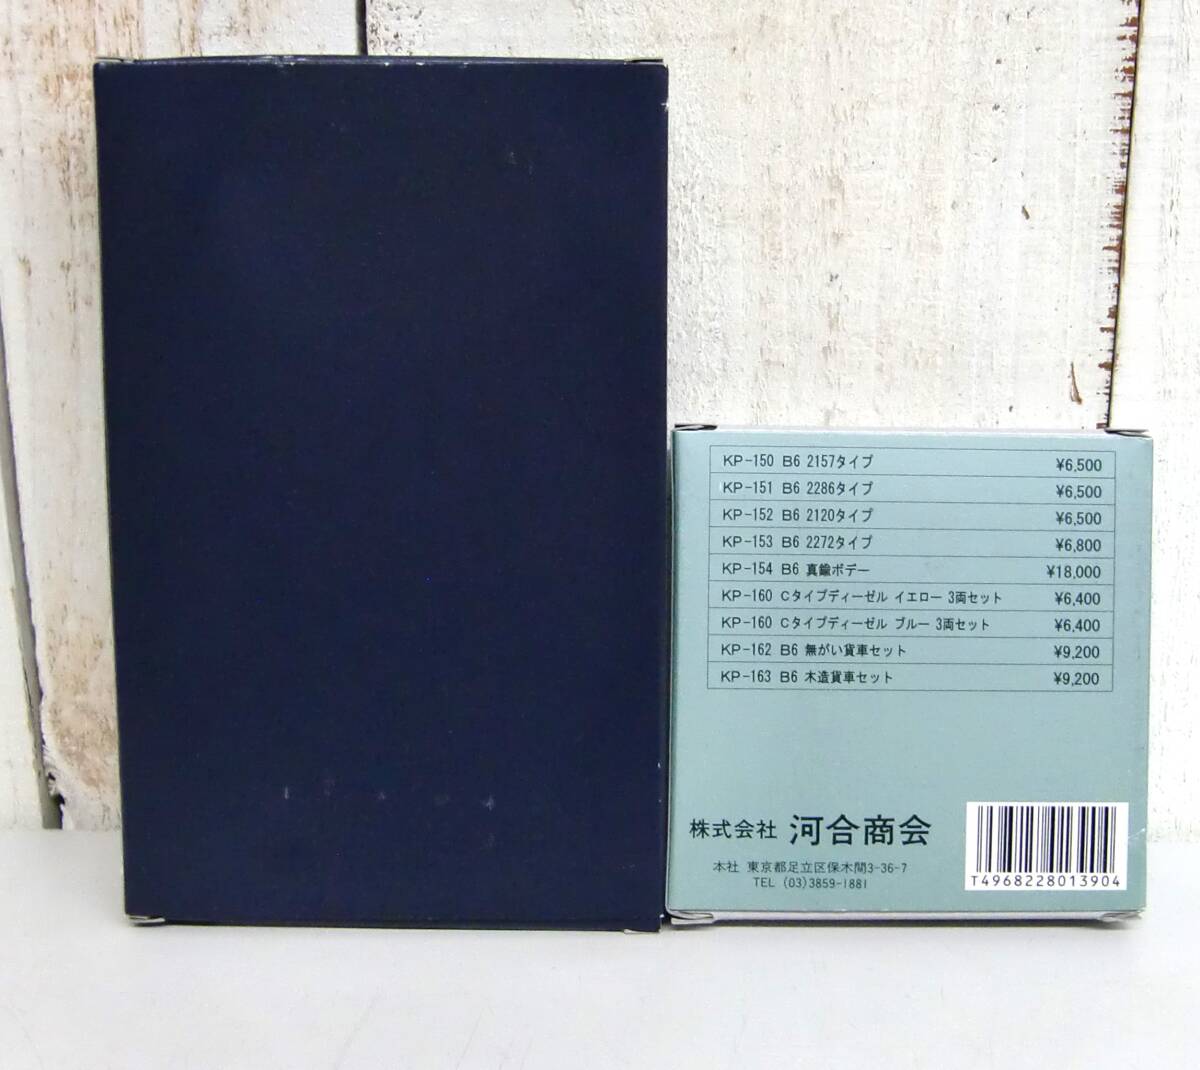 KP-150 B6 2157タイプ ¥6,500
KP-151 B6 2286タイプ ¥6,500
KP-152 B6 2120タイプ ¥6,500
KP-153 B6 2272タイプ ¥6,800
KP-154 B6 真鍮ボデー ¥18,000
KP-160 Cタイプディーゼル イエロー 3両セット ¥6,400
KP-160 Cタイプディーゼル ブルー 3両セット ¥6,400
KP-162 B6 無がい貨車セット ¥9,200
KP-163 B6 木造貨車セット ¥9,200
株式会社 河合商会
本社 東京都足立区保木間3-36-7
TEL (03)3859-1881
T4968228013904